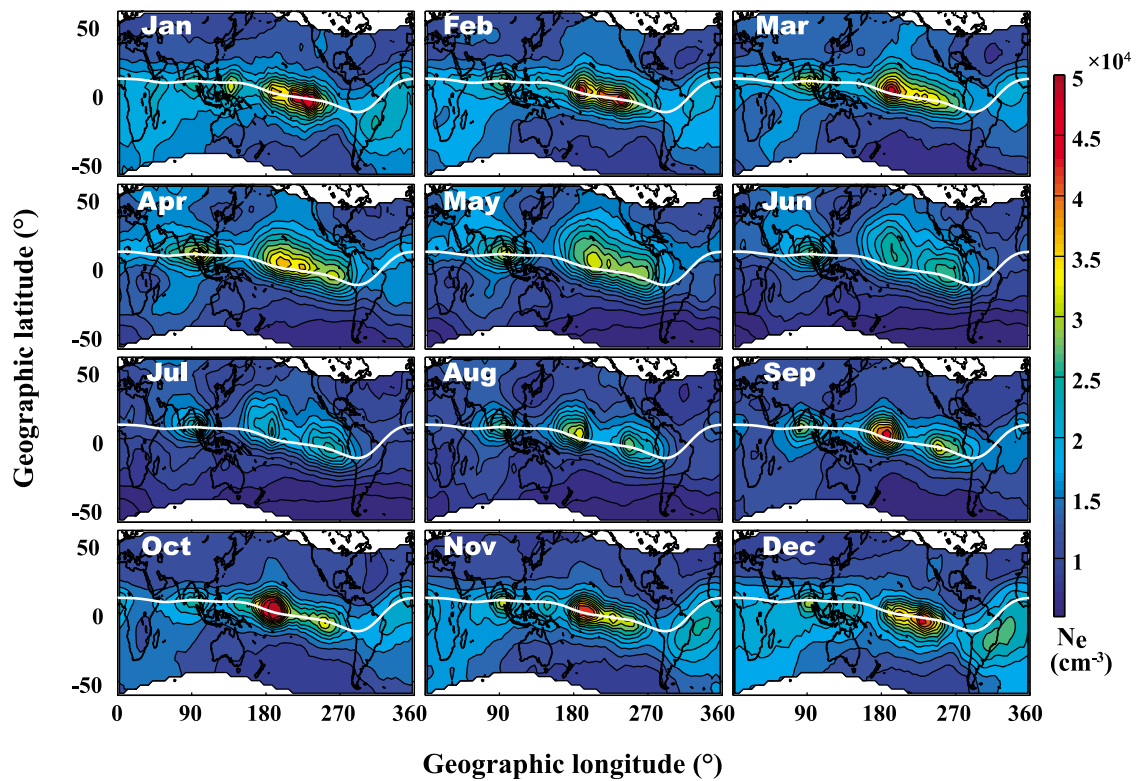 Jan
Feb
Mar
Apr
May
Jun
Jul
Aug
Sep
Oct
Nov
Dec
50
0
-50
50
0
-50
50
0
-50
50
0
-50
0 90 180 270 360
90 180 270 360
90 180 270 360
Geographic latitude (°)
Geographic longitude (°)
×10⁴
5
4.5
4
3.5
3
2.5
2
1.5
1
Ne
(cm⁻³)